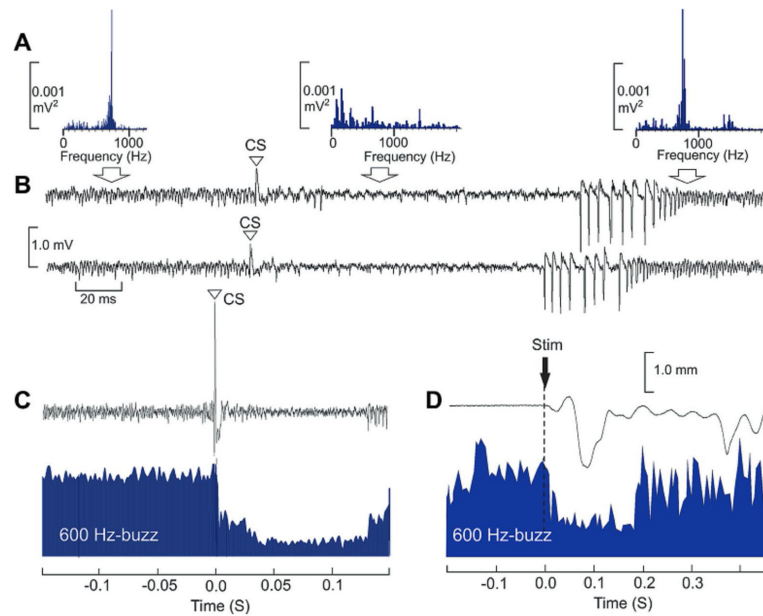 A
0.001
mV²
0
1000
Frequency (Hz)
0.001
mV²
0
1000
Frequency (Hz)
0.001
mV²
0
1000
Frequency (Hz)
B
CS
1.0 mV
CS
20 ms
C
CS
600 Hz-buzz
-0.1
-0.05
0.0
0.05
0.1
Time (S)
D
Stim
1.0 mm
600 Hz-buzz
-0.1
0.0
0.1
0.2
0.3
Time (S)